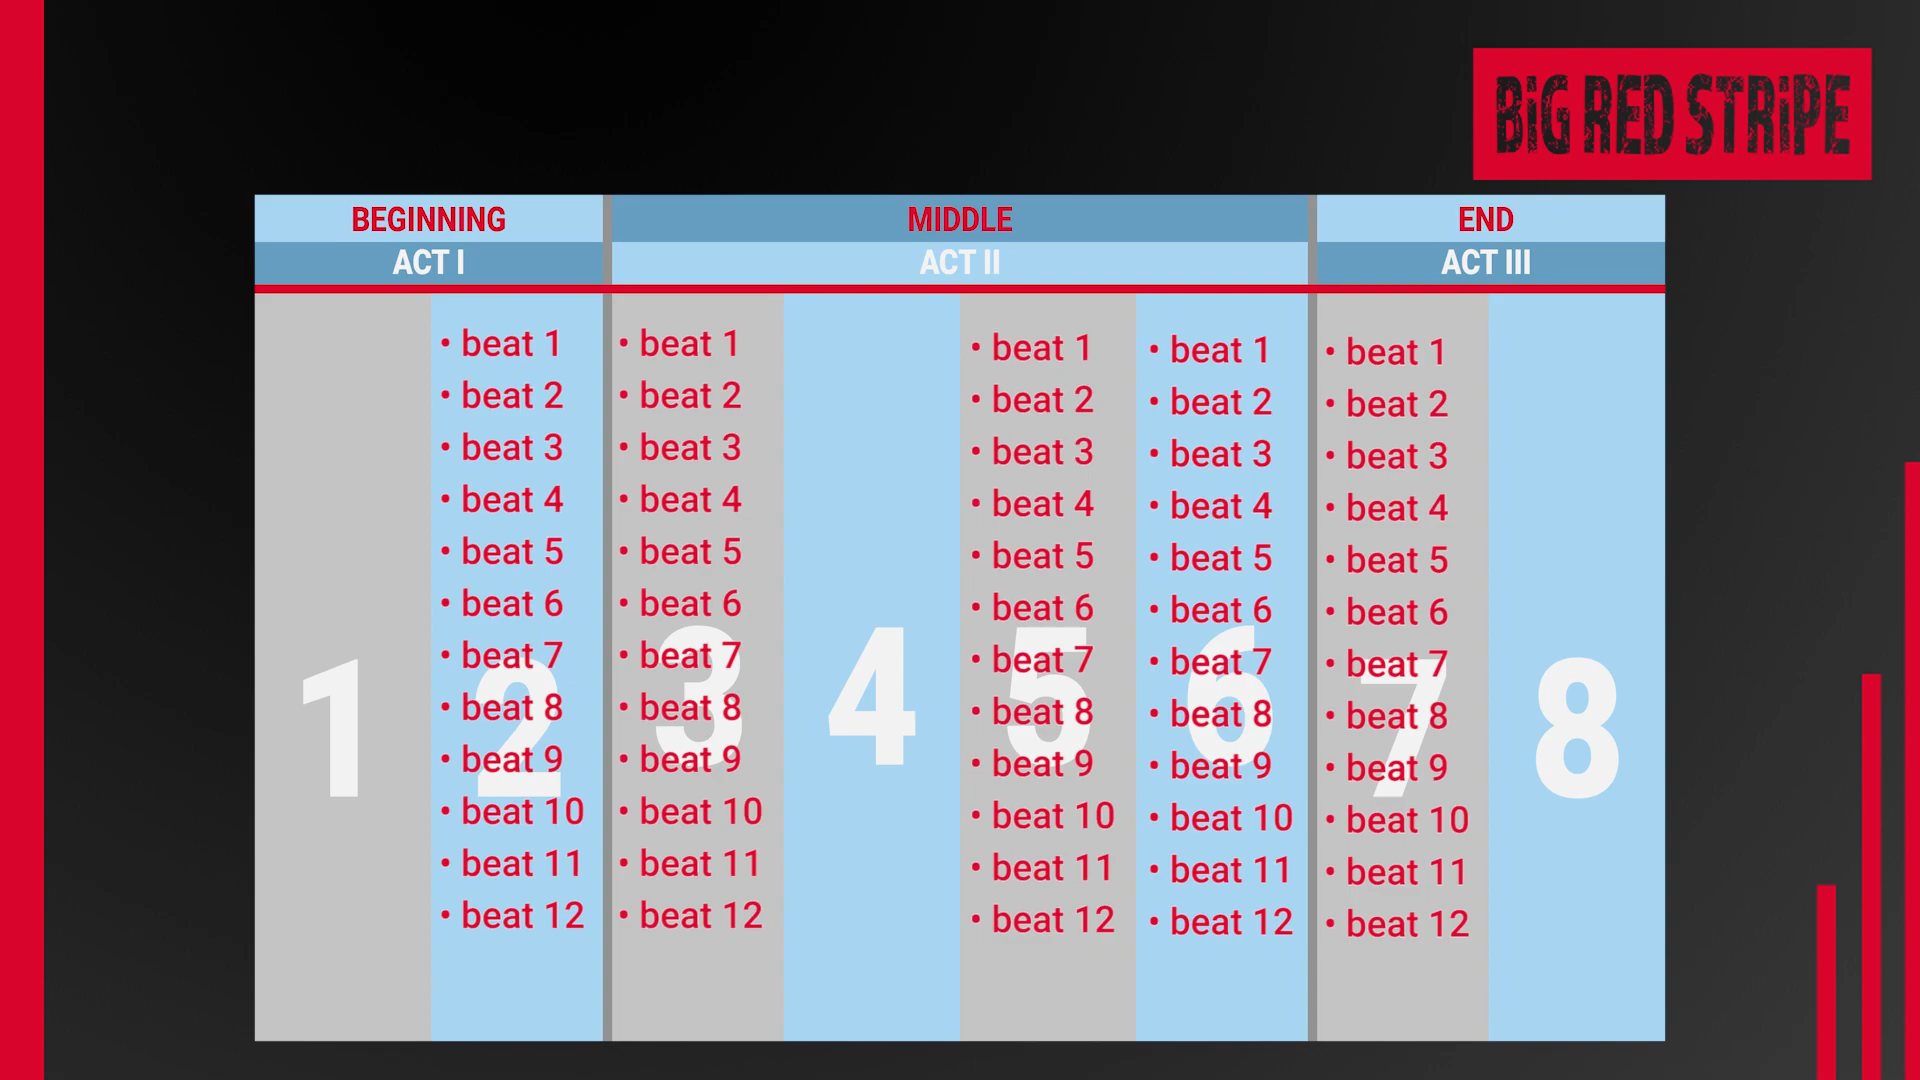 BiG RED STRiPE
BEGINNING
MIDDLE
END
ACT I
ACT II
ACT III
1
• beat 1
• beat 2
• beat 3
• beat 4
• beat 5
• beat 6
• beat 7
• beat 8
• beat 9
• beat 10
• beat 11
• beat 12
2
• beat 1
• beat 2
• beat 3
• beat 4
• beat 5
• beat 6
• beat 7
• beat 8
• beat 9
• beat 10
• beat 11
• beat 12
3
4
• beat 1
• beat 2
• beat 3
• beat 4
• beat 5
• beat 6
• beat 7
• beat 8
• beat 9
• beat 10
• beat 11
• beat 12
5
• beat 1
• beat 2
• beat 3
• beat 4
• beat 5
• beat 6
• beat 7
• beat 8
• beat 9
• beat 10
• beat 11
• beat 12
6
• beat 1
• beat 2
• beat 3
• beat 4
• beat 5
• beat 6
• beat 7
• beat 8
• beat 9
• beat 10
• beat 11
• beat 12
7
8